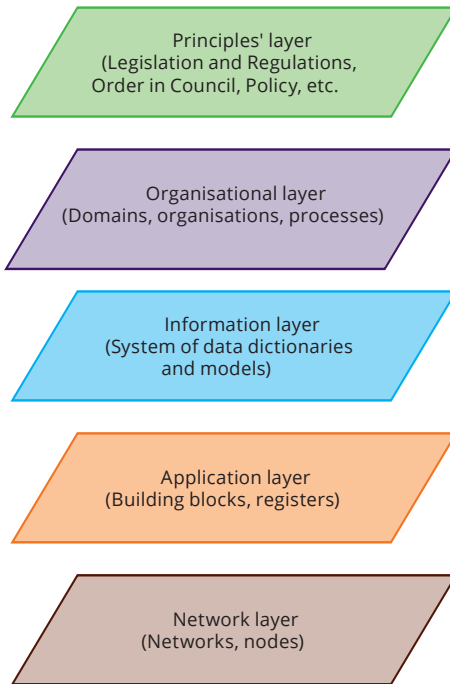 Principles' layer
(Legislation and Regulations,
Order in Council, Policy, etc.
Organisational layer
(Domains, organisations, processes)
Information layer
(System of data dictionaries
and models)
Application layer
(Building blocks, registers)
Network layer
(Networks, nodes)